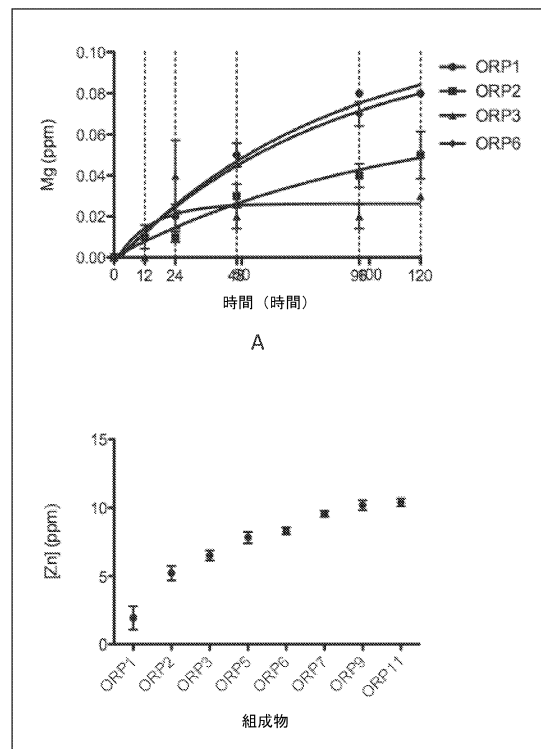 Mg (ppm)
0.10
0.08
0.06
0.04
0.02
0.00
0 12 24 48 96 120
時間（時間）
ORP1
ORP2
ORP3
ORP6
A
[Zn] (ppm)
15
10
5
0
ORP1 ORP2 ORP3 ORP5 ORP6 ORP7 ORP9 ORP11
組成物